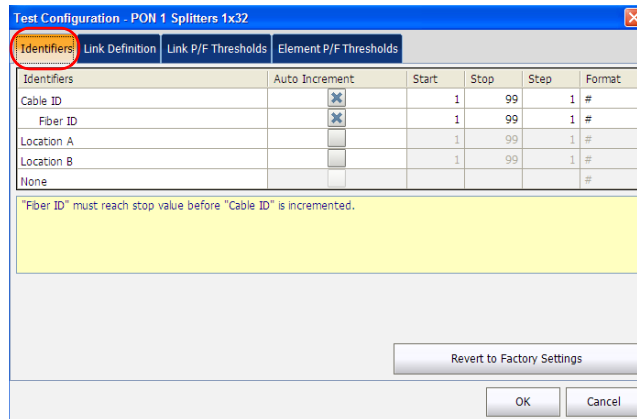 Test Configuration - PON 1 Splitters 1x32
Identifiers Link Definition Link P/F Thresholds Element P/F Thresholds
Identifiers Auto Increment Start Stop Step Format
Cable ID 1 99 1 #
Fiber ID 1 99 1 #
Location A 1 99 1 #
Location B 1 99 1 #
None #
"Fiber ID" must reach stop value before "Cable ID" is incremented.
Revert to Factory Settings
OK Cancel